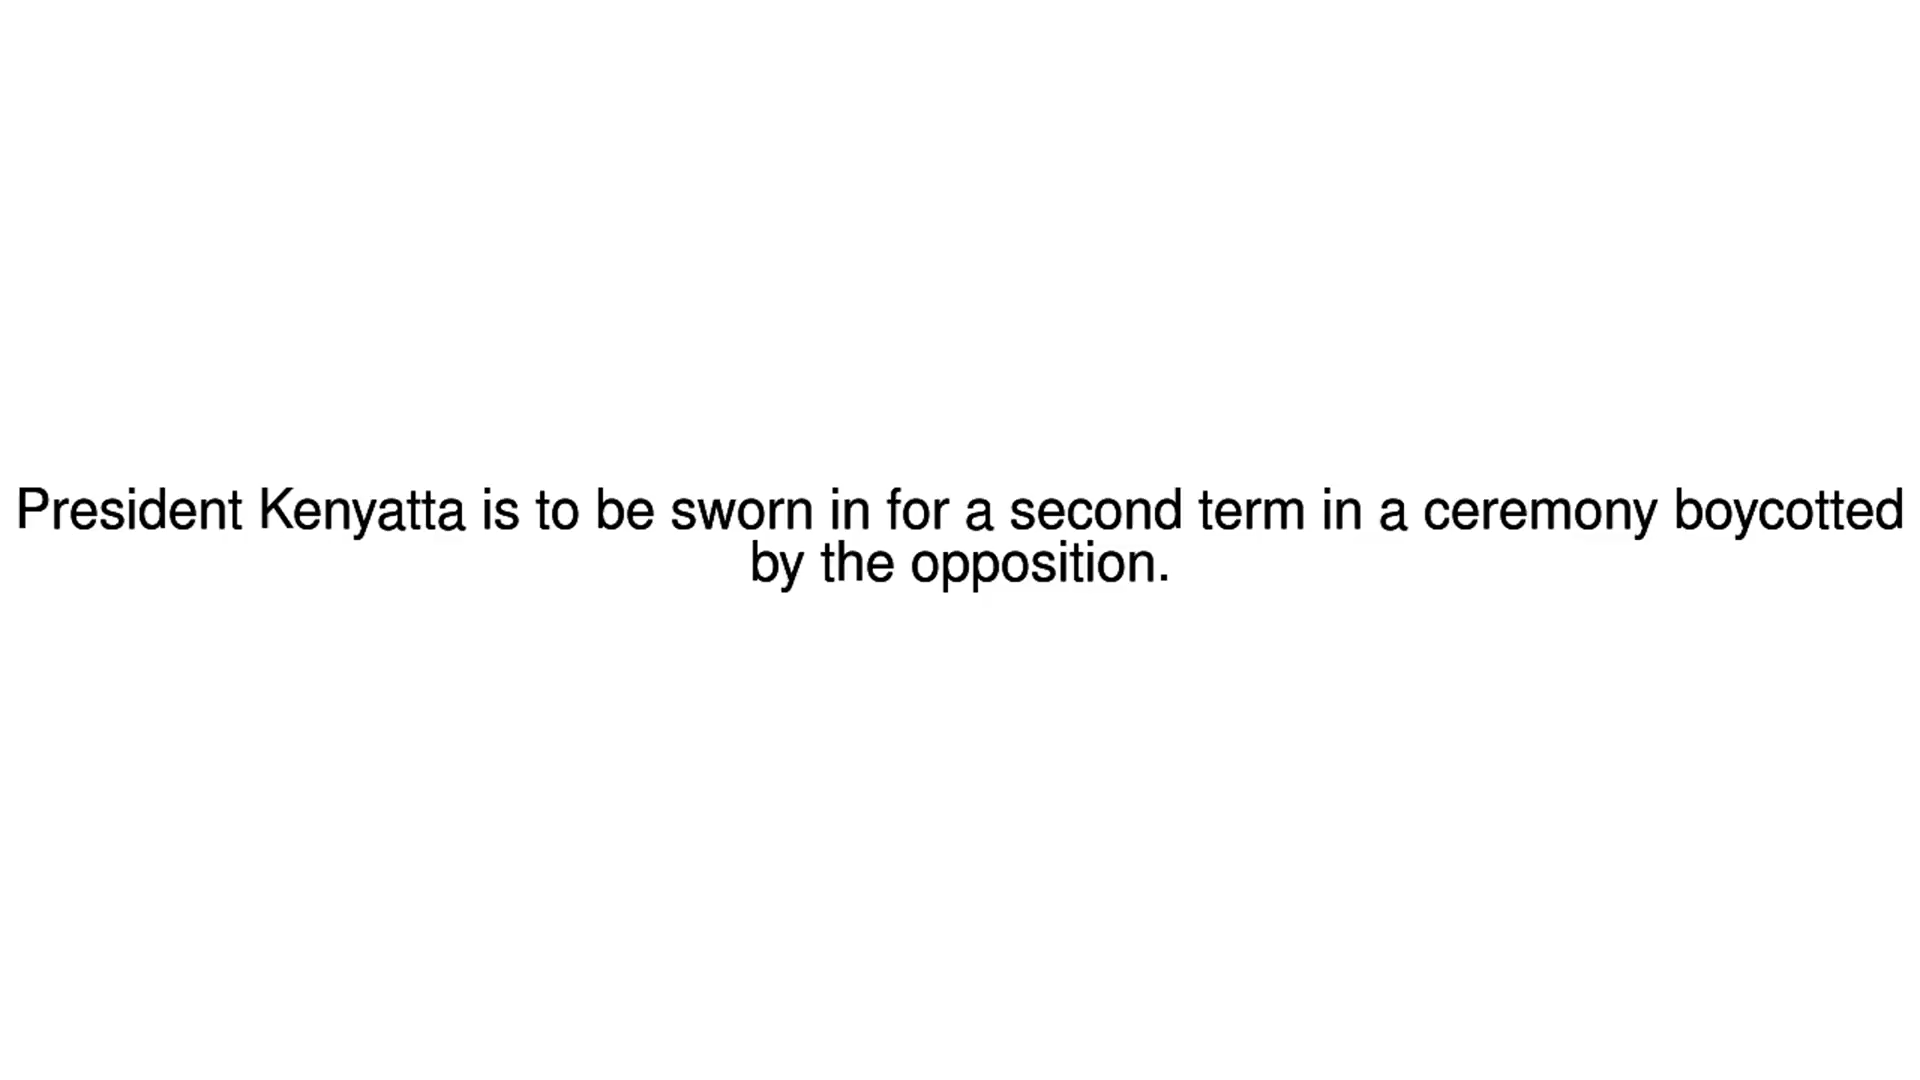 President Kenyatta is to be sworn in for a second term in a ceremony boycotted
by the opposition.